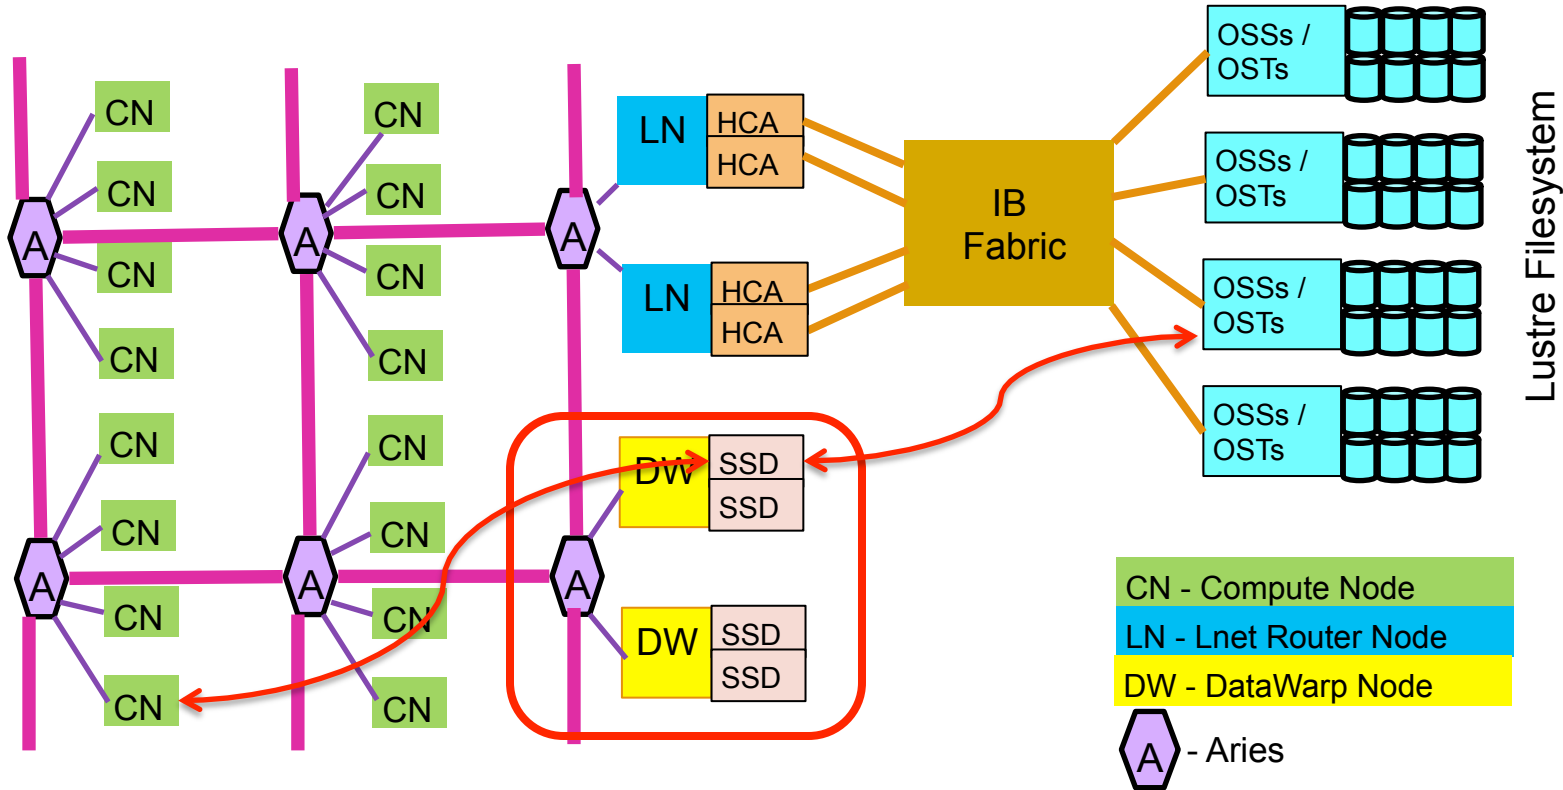 CN
CN
CN
CN
A
CN
CN
CN
CN
A
A
LN
HCA
HCA
LN
HCA
HCA
IB
Fabric
OSSs /
OSTs
OSSs /
OSTs
OSSs /
OSTs
OSSs /
OSTs
Lustre Filesystem
CN
CN
CN
CN
A
CN
CN
CN
CN
A
A
DW
SSD
SSD
DW
SSD
SSD
CN - Compute Node
LN - Lnet Router Node
DW - DataWarp Node
A - Aries